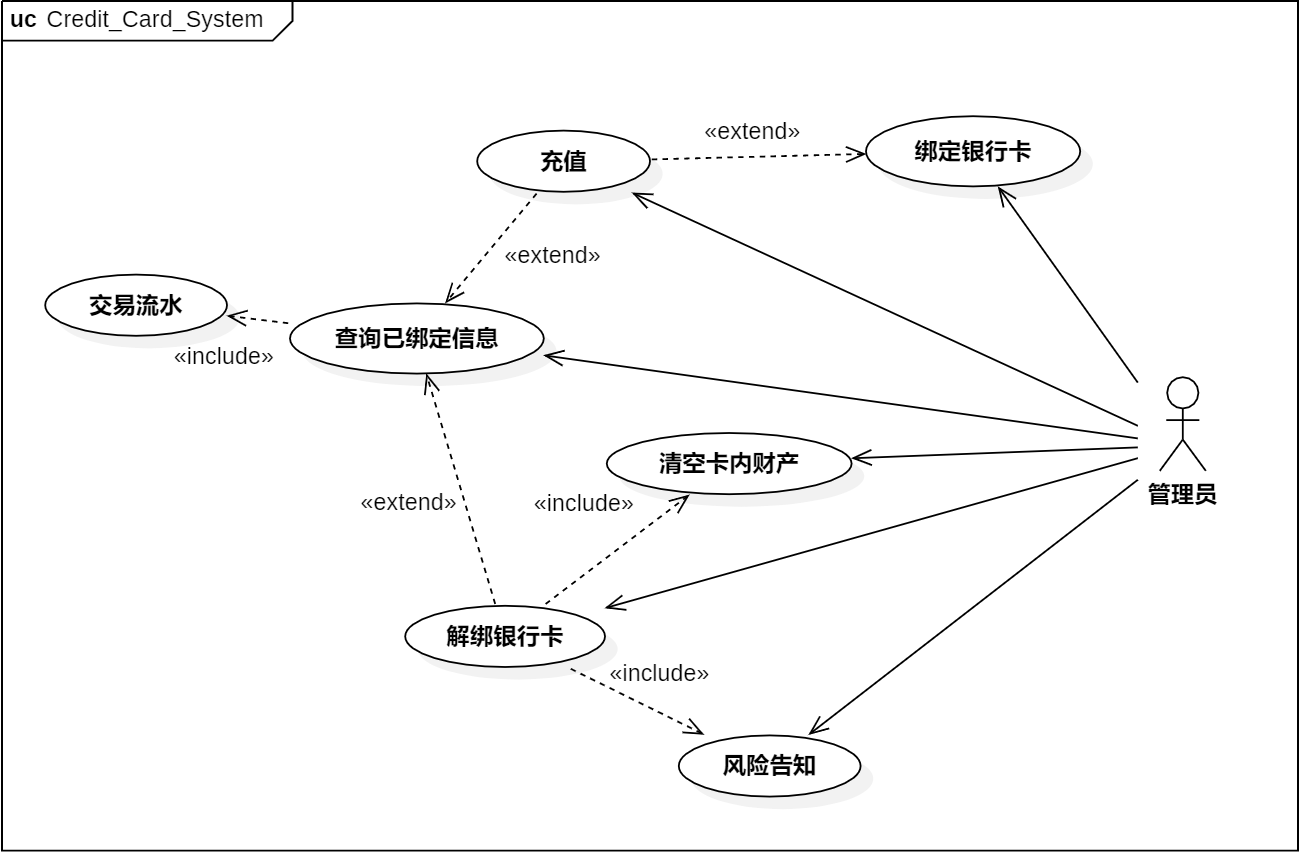 uc Credit_Card_System
«extend»
绑定银行卡
充值
«extend»
交易流水
查询已绑定信息
«include»
清空卡内财产
«extend»
«include»
管理员
解绑银行卡
«include»
风险告知